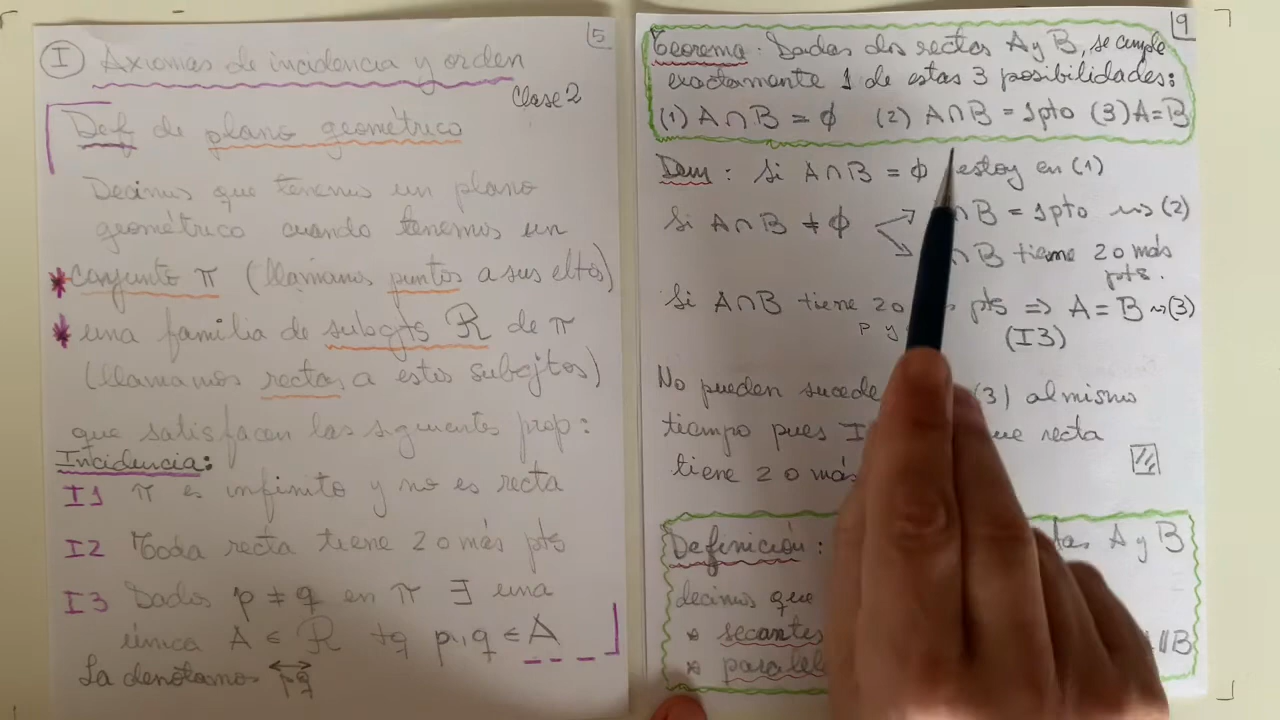 5
I Axiomas de incidencia y orden
Clase 2
Def de plano geométrico
Decimos que tenemos un plano
geométrico cuando tenemos un
* conjunto π (llamamos puntos a sus eltos)
* una familia de subcjts R de π
(llamamos rectas a estos subcjtos)
que satisfacen las siguientes prop:
Incidencia:
I1 π es infinito y no es recta
I2 Toda recta tiene 2 o más pts
I3 Dados p ≠ q en π ∃ una
única A ∈ R tq p,q ∈ A
La denotamos pq
9
Teorema. Dadas dos rectas A y B, se cumple
exactamente 1 de estas 3 posibilidades:
(1) A ∩ B = ϕ (2) A ∩ B = 1 pto (3) A = B
Dem: Si A ∩ B = ϕ estoy en (1)
Si A ∩ B ≠ ϕ ∩ B = 1 pto (2)
∩ B tiene 2 o más
pts.
Si A ∩ B tiene 2 o pts ⇒ A = B (3)
p y (I3)
No pueden (3) al mismo
tiempo pues recta
tiene 2 o más
Definición: A y B
decimos que
* secantes
* B